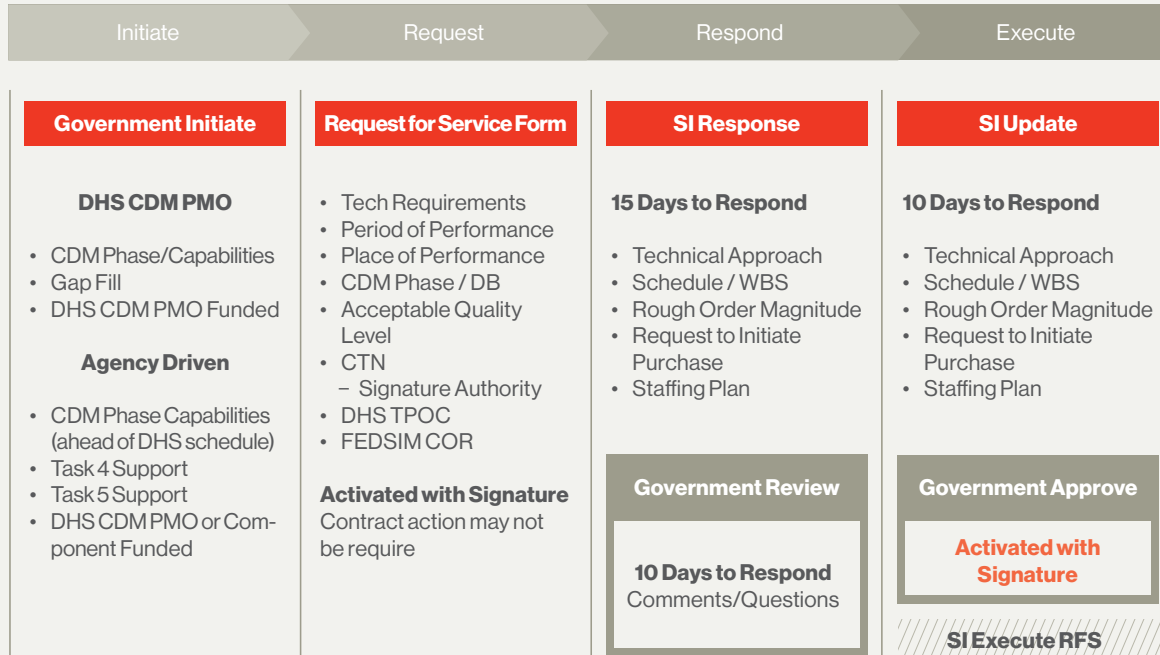 Initiate
Request
Respond
Execute
Government Initiate
DHS CDM PMO
• CDM Phase/Capabilities
• Gap Fill
• DHS CDM PMO Funded
Agency Driven
• CDM Phase Capabilities
(ahead of DHS schedule)
• Task 4 Support
• Task 5 Support
• DHS CDM PMO or Com-
ponent Funded
Request for Service Form
• Tech Requirements
• Period of Performance
• Place of Performance
• CDM Phase / DB
• Acceptable Quality
Level
• CTN
– Signature Authority
• DHS TPOC
• FEDSIM COR
Activated with Signature
Contract action may not
be require
SI Response
15 Days to Respond
• Technical Approach
• Schedule / WBS
• Rough Order Magnitude
• Request to Initiate
Purchase
• Staffing Plan
Government Review
10 Days to Respond
Comments/Questions
SI Update
10 Days to Respond
• Technical Approach
• Schedule / WBS
• Rough Order Magnitude
• Request to Initiate
Purchase
• Staffing Plan
Government Approve
Activated with
Signature
SI Execute RFS